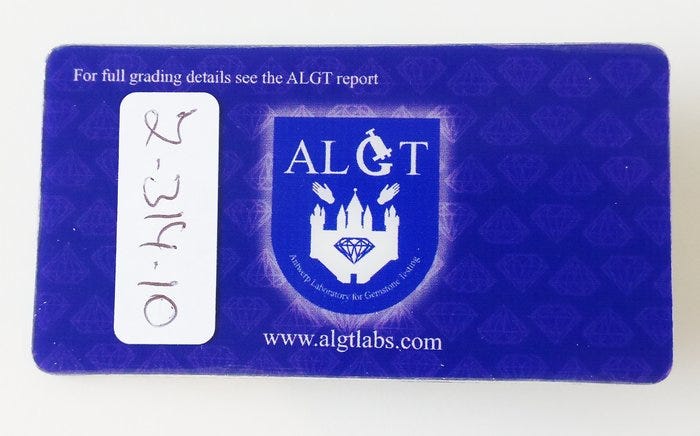 For full grading details see the ALGT report
2-314-10
ALGT
Antwerp Laboratory for Gemstone Testing
www.algtlabs.com